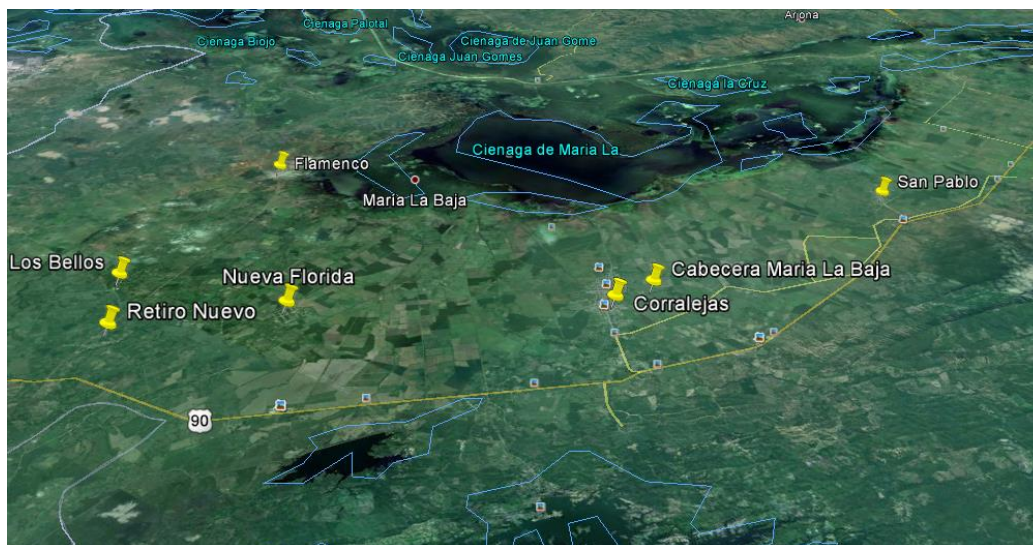 Cienaga Palotal
Arjona
Cienaga Biojo
Cienaga de Juan Gome
Cienaga Juan Gomes
Cienaga la Cruz
Cienaga de Maria La
Flamenco
María La Baja
San Pablo
Los Bellos
Nueva Florida
Cabecera Maria La Baja
Retiro Nuevo
Corralejas
90